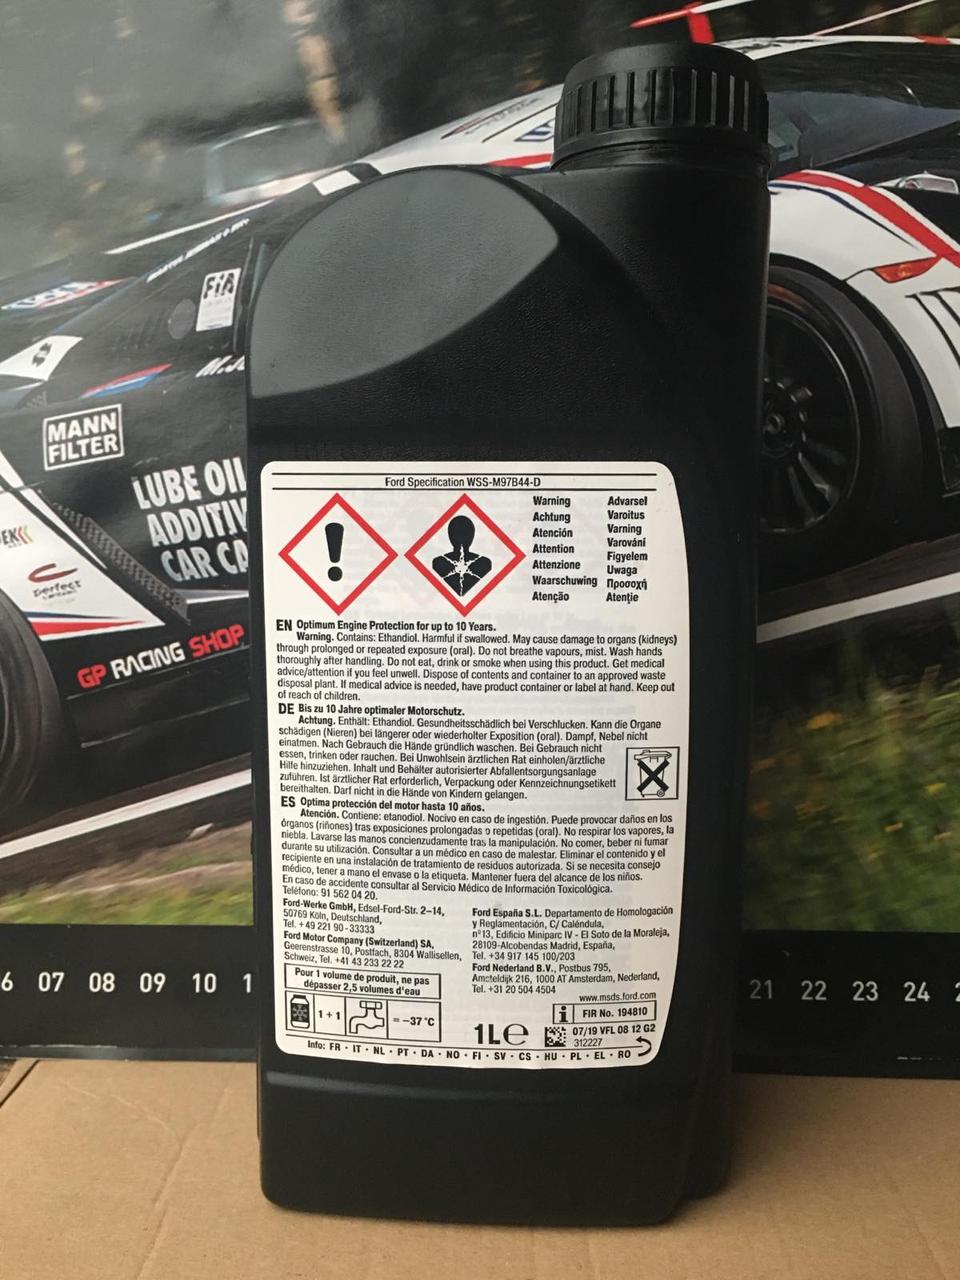 FIA
M.
MANN
FILTER
LUBE OIL
ADDITIV
CAR CA
perfect
GP RACING SHOP
6 07 08 09 10 1
21 22 23 24 2
Ford Specification WSS-M97B44-D
Warning
Achtung
Atención
Attention
Attenzione
Waarschuwing
Atenção
Advarsel
Varoitus
Varning
Varování
Figyelem
Uwaga
Προσοχή
Atenţie
EN Optimum Engine Protection for up to 10 Years.
Warning. Contains: Ethandiol. Harmful if swallowed. May cause damage to organs (kidneys)
through prolonged or repeated exposure (oral). Do not breathe vapours, mist. Wash hands
thoroughly after handling. Do not eat, drink or smoke when using this product. Get medical
advice/attention if you feel unwell. Dispose of contents and container to an approved waste
disposal plant. If medical advice is needed, have product container or label at hand. Keep out
of reach of children.
DE Bis zu 10 Jahre optimaler Motorschutz.
Achtung. Enthält: Ethandiol. Gesundheitsschädlich bei Verschlucken. Kann die Organe
schädigen (Nieren) bei längerer oder wiederholter Exposition (oral). Dampf, Nebel nicht
einatmen. Nach Gebrauch die Hände gründlich waschen. Bei Gebrauch nicht
essen, trinken oder rauchen. Bei Unwohlsein ärztlichen Rat einholen/ärztliche
Hilfe hinzuziehen. Inhalt und Behälter autorisierter Abfallentsorgungsanlage
zuführen. Ist ärztlicher Rat erforderlich, Verpackung oder Kennzeichnungsetikett
bereithalten. Darf nicht in die Hände von Kindern gelangen.
ES Optima protección del motor hasta 10 años.
Atención. Contiene: etanodiol. Nocivo en caso de ingestión. Puede provocar daños en los
órganos (riñones) tras exposiciones prolongadas o repetidas (oral). No respirar los vapores, la
niebla. Lavarse las manos concienzudamente tras la manipulación. No comer, beber ni fumar
durante su utilización. Consultar a un médico en caso de malestar. Eliminar el contenido y el
recipiente en una instalación de tratamiento de residuos autorizada. Si se necesita consejo
médico, tener a mano el envase o la etiqueta. Mantener fuera del alcance de los niños.
En caso de accidente consultar al Servicio Médico de Información Toxicológica.
Teléfono: 91 562 04 20.
Ford-Werke GmbH, Edsel-Ford-Str. 2–14,
50769 Köln, Deutschland,
Tel. +49 221 90-33333
Ford Motor Company (Switzerland) SA,
Geerenstrasse 10, Postfach, 8304 Wallisellen,
Schweiz, Tel. +41 43 233 22 22
Ford España S.L. Departamento de Homologación
y Reglamentación, C/ Caléndula,
nº13, Edificio Miniparc IV - El Soto de la Moraleja,
28109-Alcobendas Madrid, España,
Tel. +34 917 145 100/203
Ford Nederland B.V., Postbus 795,
Amsteldijk 216, 1000 AT Amsterdam, Nederland,
Tel. +31 20 504 4504
www.msds.ford.com
Pour 1 volume de produit, ne pas
dépasser 2,5 volumes d'eau
1 + 1 = –37 °C
1L℮
i FIR No. 194810
07/19 VFL 08 12 G2
312227
Info: FR · IT · NL · PT · DA · NO · FI · SV · CS · HU · PL · EL · RO